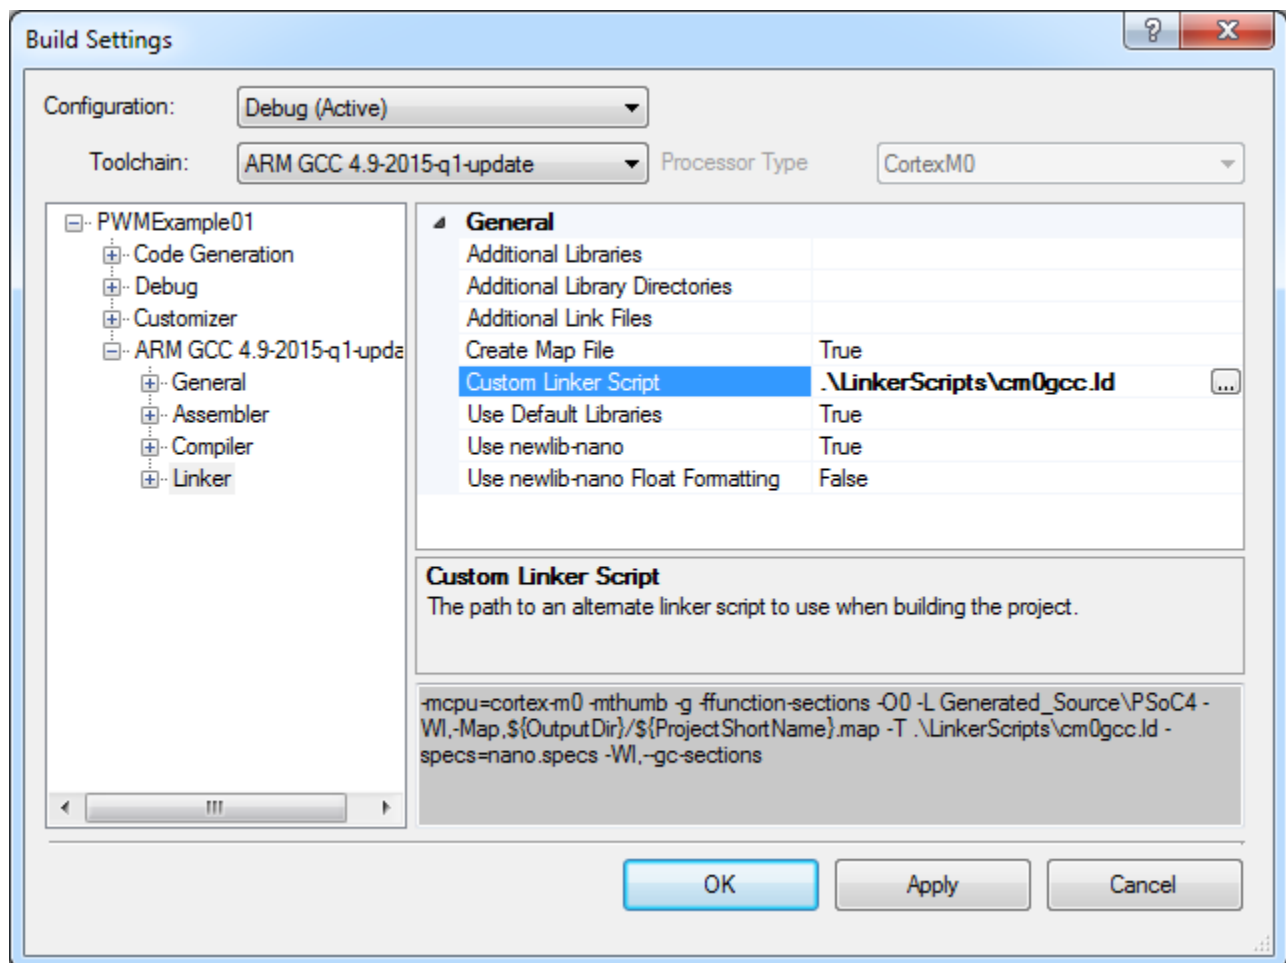 Build Settings
Configuration: Debug (Active)
Toolchain: ARM GCC 4.9-2015-q1-update Processor Type CortexM0
PWMExample01
Code Generation
Debug
Customizer
ARM GCC 4.9-2015-q1-upda
General
Assembler
Compiler
Linker
General
Additional Libraries
Additional Library Directories
Additional Link Files
Create Map File True
Custom Linker Script .\LinkerScripts\cm0gcc.ld ...
Use Default Libraries True
Use newlib-nano True
Use newlib-nano Float Formatting False
Custom Linker Script
The path to an alternate linker script to use when building the project.
-mcpu=cortex-m0 -mthumb -g -ffunction-sections -O0 -L Generated_Source\PSoC4 -
Wl,-Map,${OutputDir}/${ProjectShortName}.map -T .\LinkerScripts\cm0gcc.ld -
specs=nano.specs -Wl,--gc-sections
OK Apply Cancel